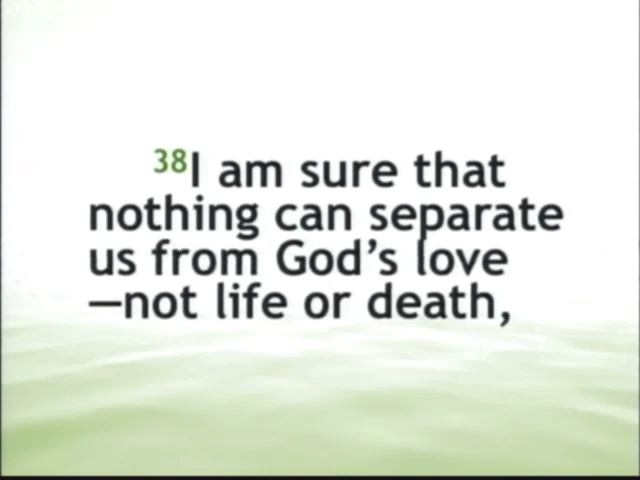 38I am sure that
nothing can separate
us from God's love
—not life or death,